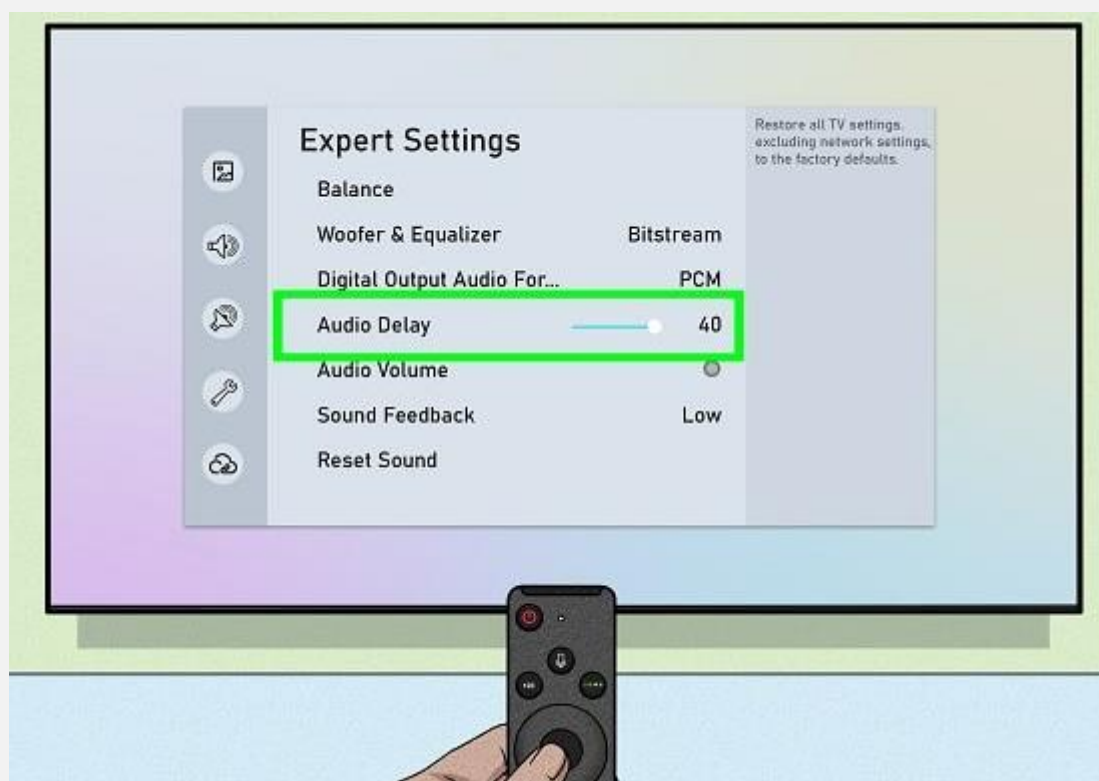 Expert Settings
Restore all TV settings.
excluding network settings,
to the factory defaults.
Balance
Woofer & Equalizer Bitstream
Digital Output Audio For... PCM
Audio Delay 40
Audio Volume
Sound Feedback Low
Reset Sound